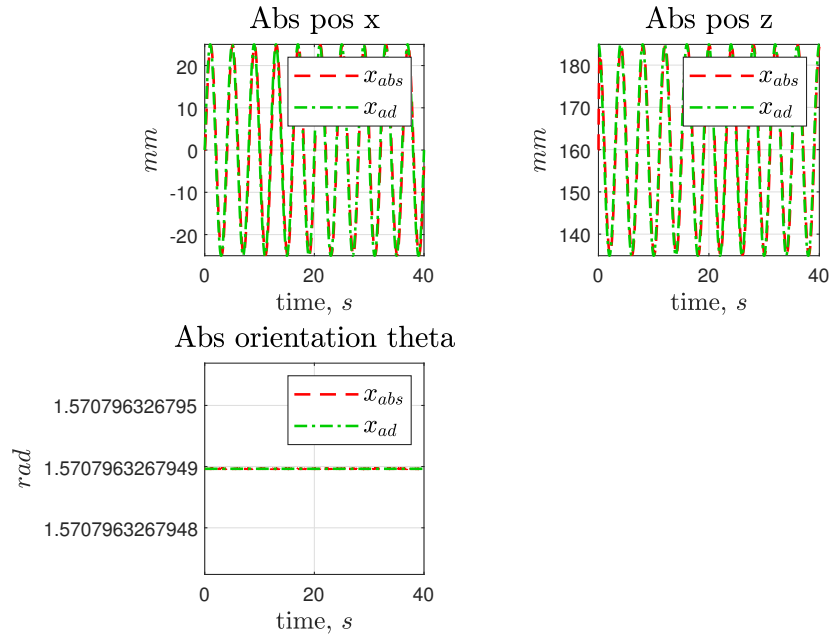 Abs pos x
20
10
0
-10
-20
mm
x_abs
x_ad
0 20 40
time, s
Abs pos z
180
170
160
150
140
mm
x_abs
x_ad
0 20 40
time, s
Abs orientation theta
1.570796326795
1.5707963267949
1.5707963267948
rad
x_abs
x_ad
0 20 40
time, s